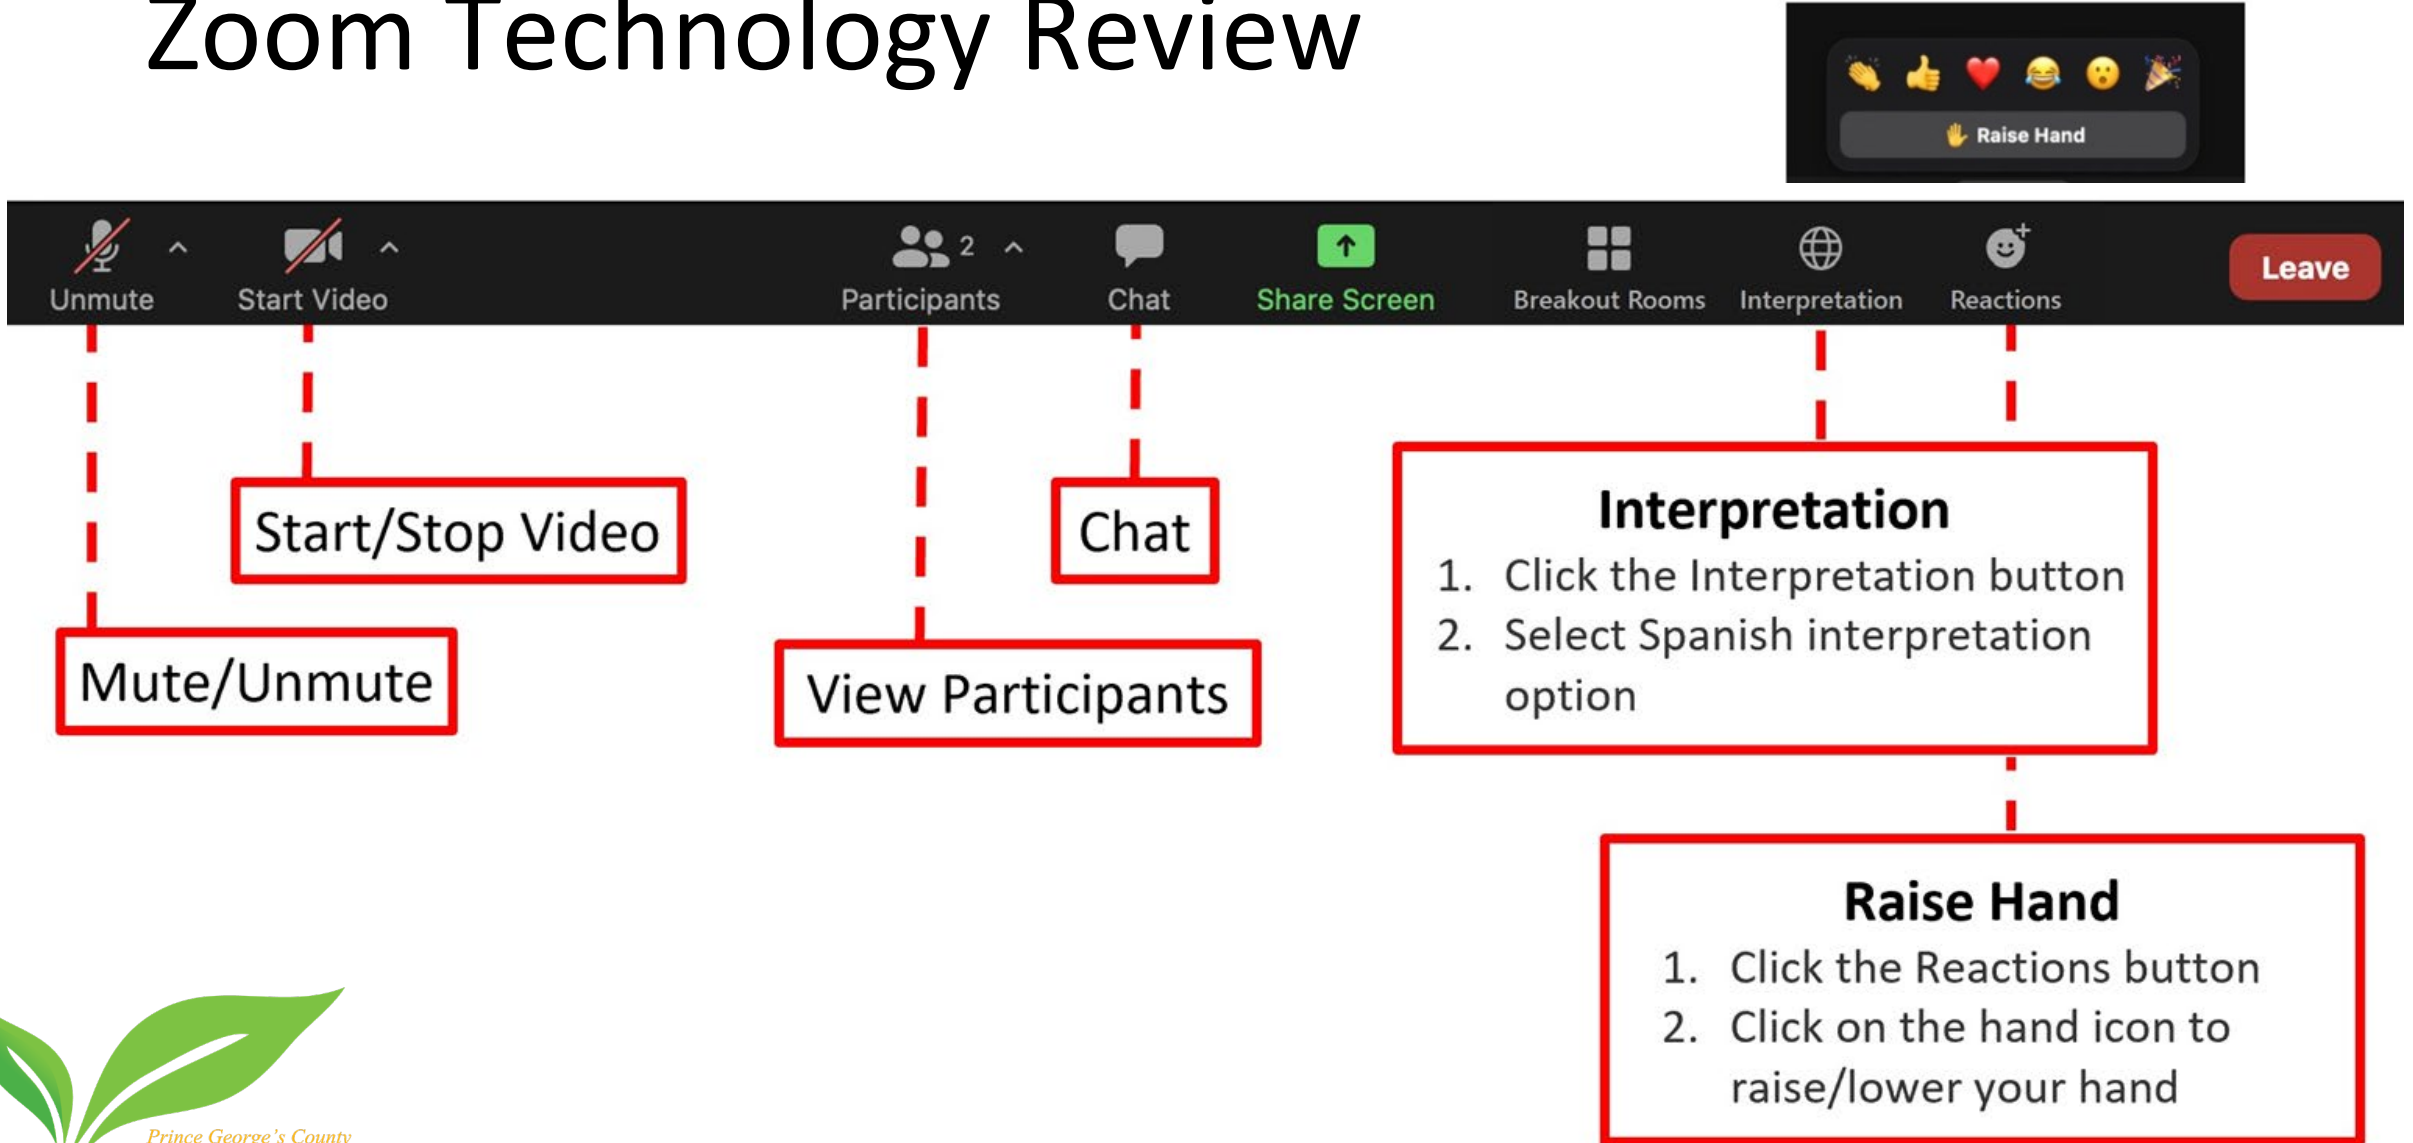 Zoom Technology Review
Raise Hand
2
Unmute
Start Video
Participants
Chat
Share Screen
Breakout Rooms
Interpretation
Reactions
Leave
Start/Stop Video
Mute/Unmute
Chat
View Participants
Interpretation
1. Click the Interpretation button
2. Select Spanish interpretation
option
Raise Hand
1. Click the Reactions button
2. Click on the hand icon to
raise/lower your hand
Prince George's County